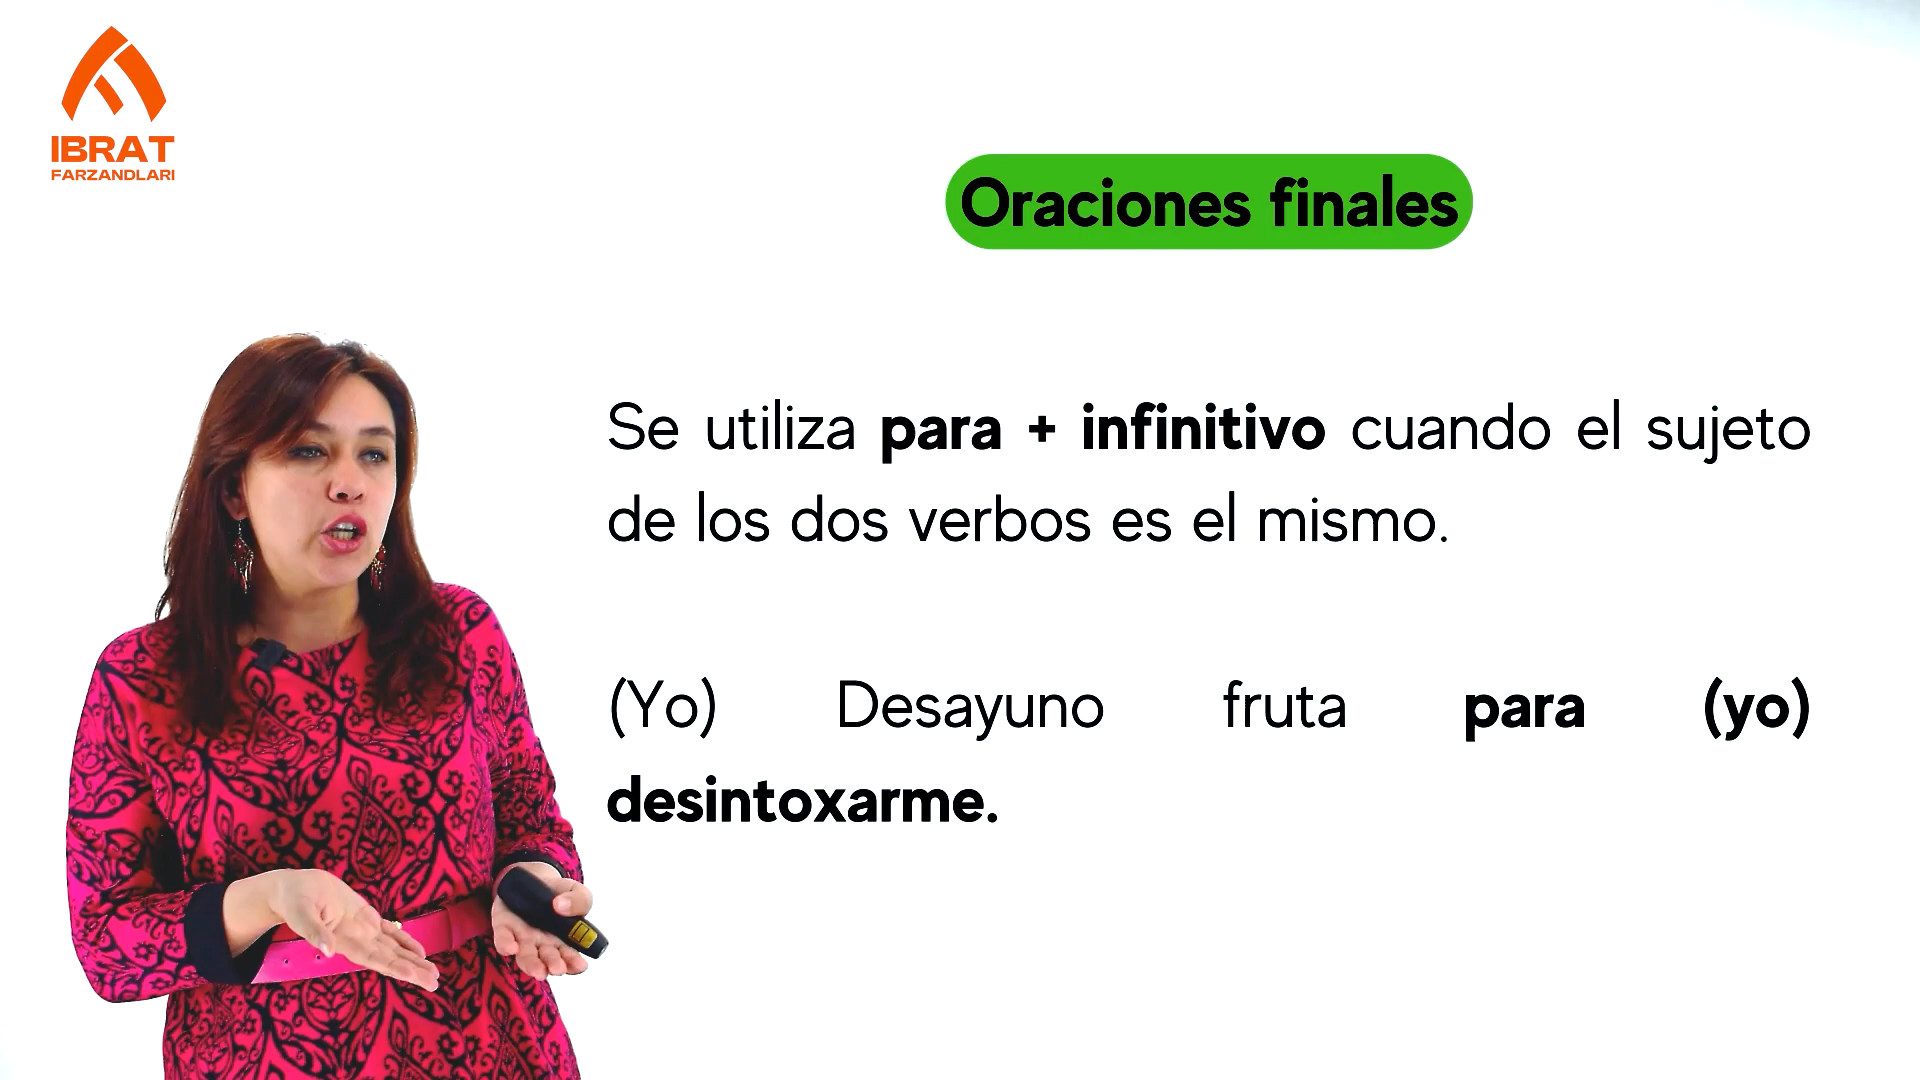 IBRAT
FARZANDLARI
Oraciones finales
Se utiliza para + infinitivo cuando el sujeto
de los dos verbos es el mismo.
(Yo) Desayuno fruta para (yo)
desintoxarme.